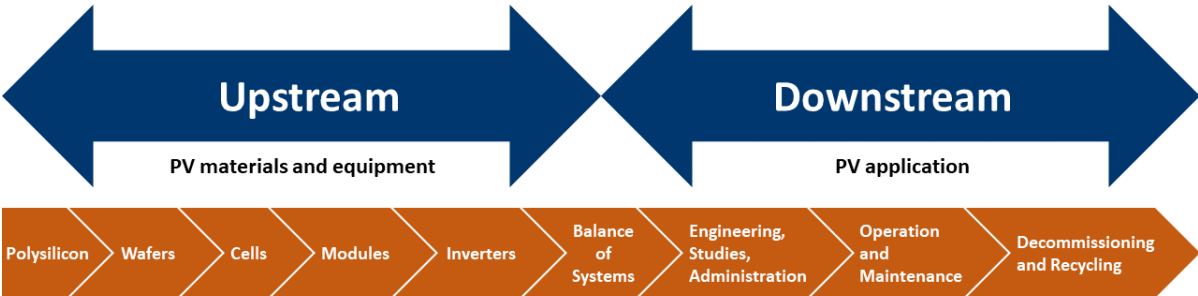 Upstream
Downstream
PV materials and equipment
PV application
Polysilicon
Wafers
Cells
Modules
Inverters
Balance
of
Systems
Engineering,
Studies,
Administration
Operation
and
Maintenance
Decommissioning
and Recycling